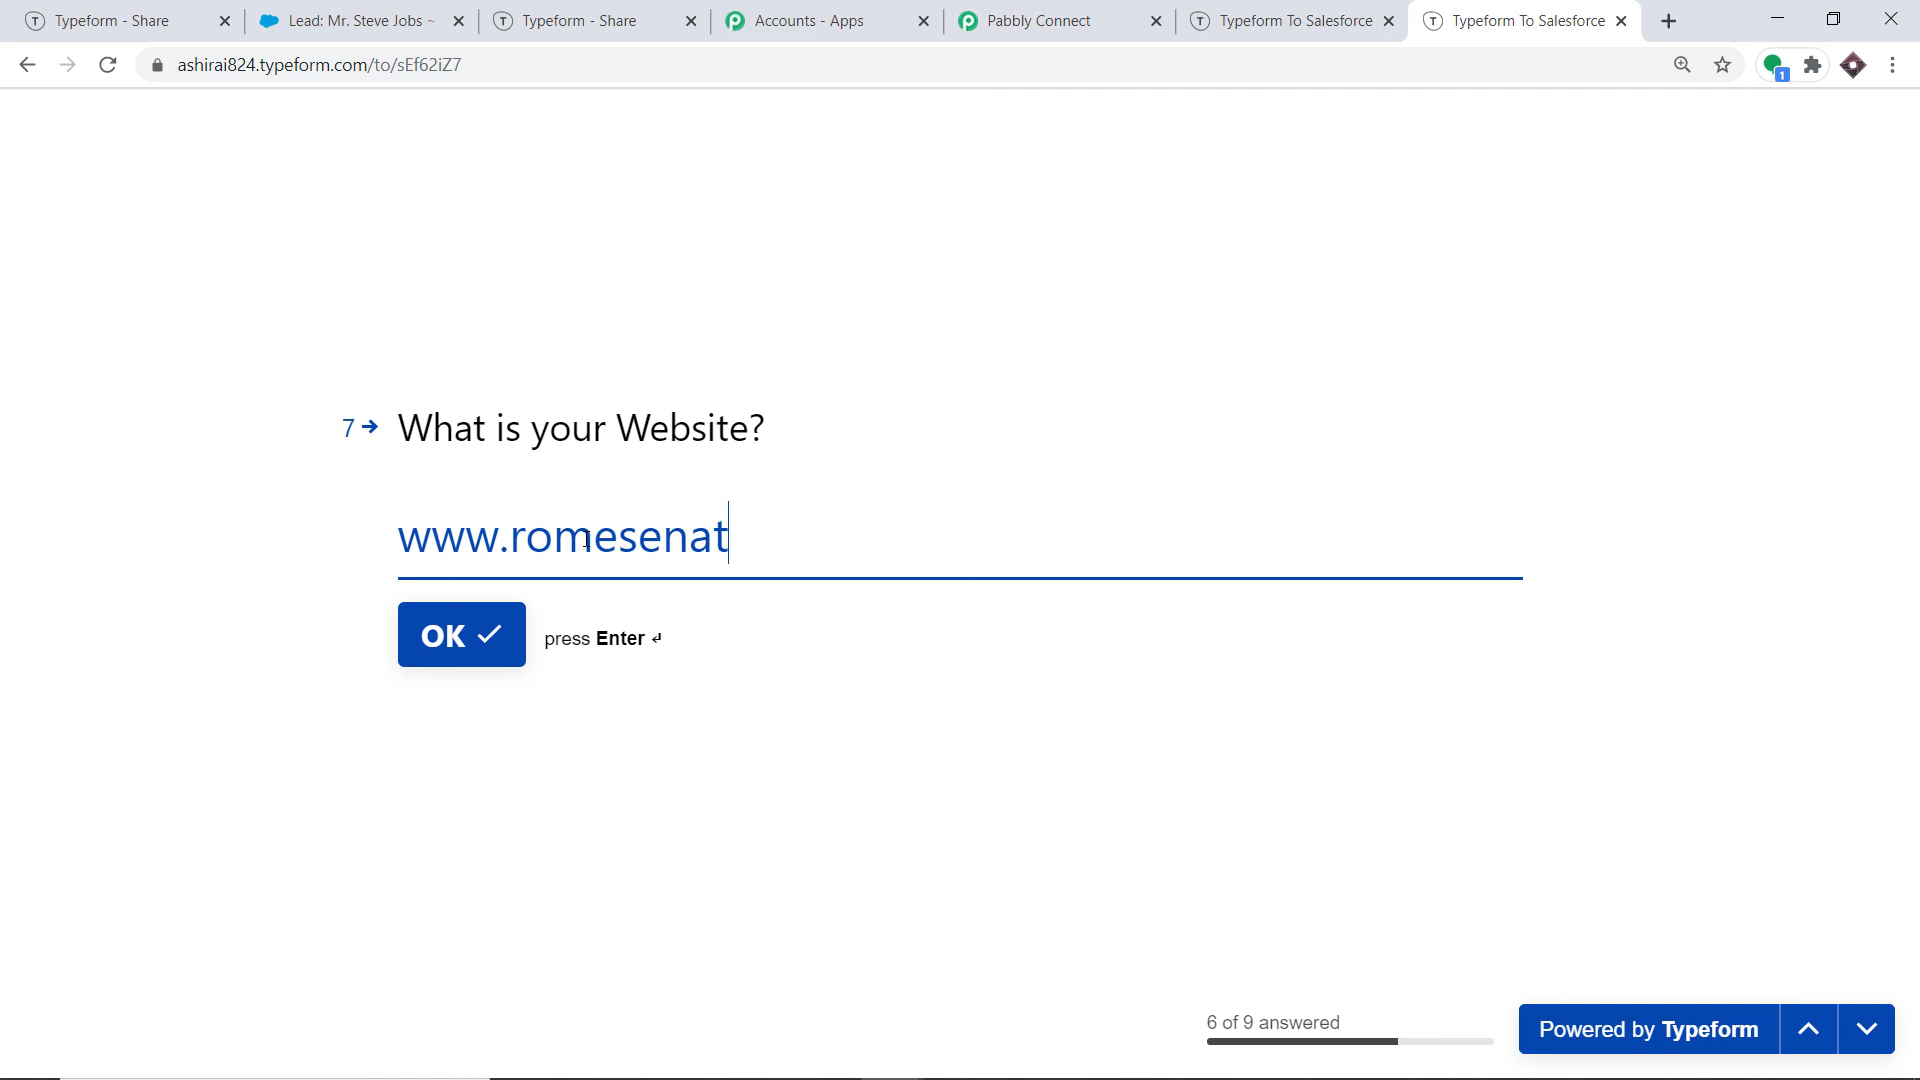 Typeform - Share
Lead: Mr. Steve Jobs ~
Typeform - Share
Accounts - Apps
Pabbly Connect
Typeform To Salesforce
Typeform To Salesforce
ashirai824.typeform.com/to/sEf62iZ7
1
7 → What is your Website?
www.romesenat
OK ✓
press Enter ↵
6 of 9 answered
Powered by Typeform